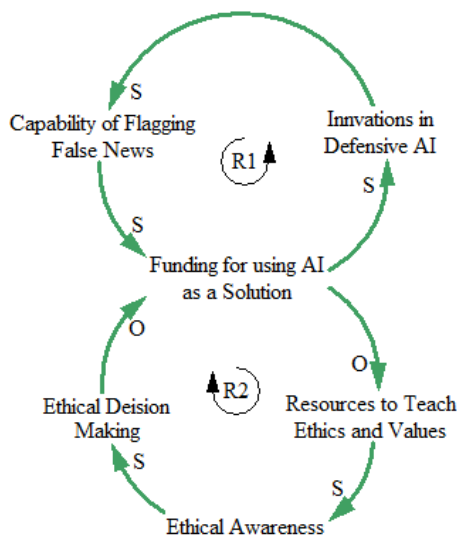 S
Capability of Flagging
False News
Innvations in
Defensive AI
R1
S
S
Funding for using AI
as a Solution
O
O
R2
Ethical Deision
Making
Resources to Teach
Ethics and Values
S
S
Ethical Awareness